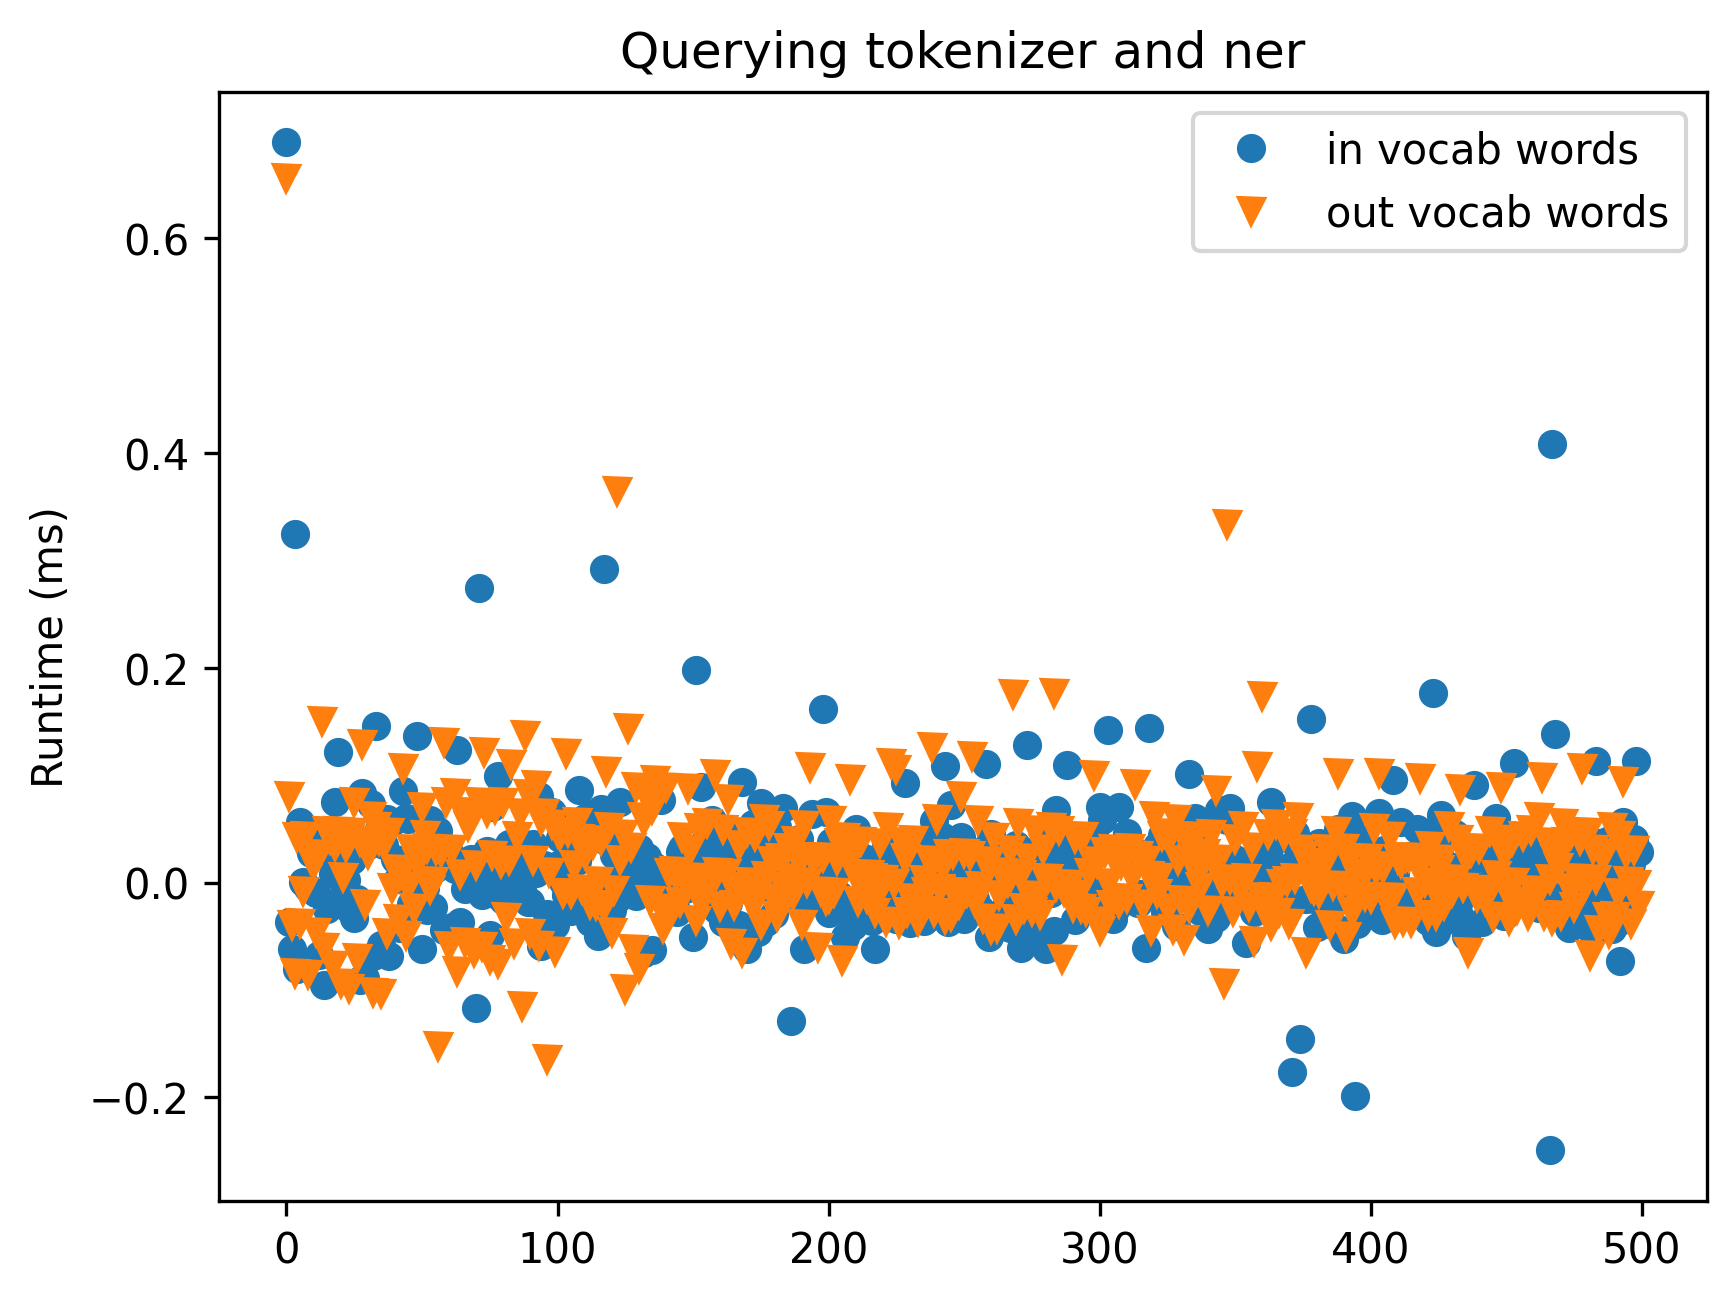 Querying tokenizer and ner
in vocab words
out vocab words
Runtime (ms)
0.6
0.4
0.2
0.0
−0.2
0 100 200 300 400 500